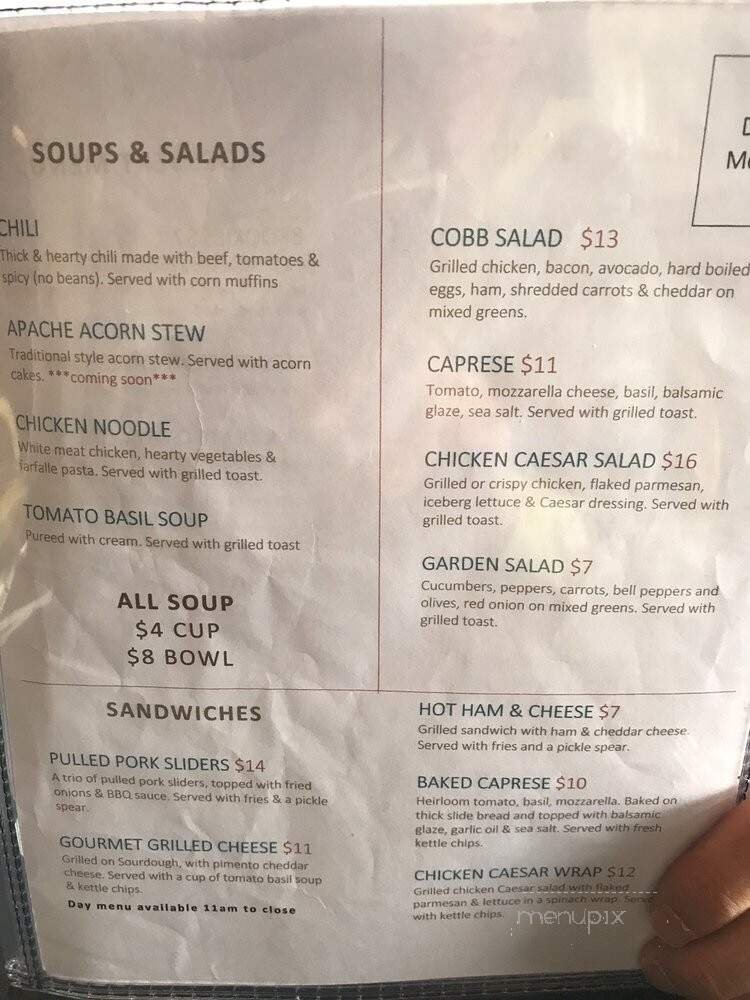 SOUPS & SALADS
CHILI
Thick & hearty chili made with beef, tomatoes &
spicy (no beans). Served with corn muffins
APACHE ACORN STEW
Traditional style acorn stew. Served with acorn
cakes. ***coming soon***
CHICKEN NOODLE
White meat chicken, hearty vegetables &
farfalle pasta. Served with grilled toast.
TOMATO BASIL SOUP
Pureed with cream. Served with grilled toast
ALL SOUP
$4 CUP
$8 BOWL
COBB SALAD $13
Grilled chicken, bacon, avocado, hard boiled
eggs, ham, shredded carrots & cheddar on
mixed greens.
CAPRESE $11
Tomato, mozzarella cheese, basil, balsamic
glaze, sea salt. Served with grilled toast.
CHICKEN CAESAR SALAD $16
Grilled or crispy chicken, flaked parmesan,
iceberg lettuce & Caesar dressing. Served with
grilled toast.
GARDEN SALAD $7
Cucumbers, peppers, carrots, bell peppers and
olives, red onion on mixed greens. Served with
grilled toast.
SANDWICHES
PULLED PORK SLIDERS $14
A trio of pulled pork sliders, topped with fried
onions & BBQ sauce. Served with fries & a pickle
spear.
GOURMET GRILLED CHEESE $11
Grilled on Sourdough, with pimento cheddar
cheese. Served with a cup of tomato basil soup
& kettle chips.
Day menu available 11am to close
HOT HAM & CHEESE $7
Grilled sandwich with ham & cheddar cheese.
Served with fries and a pickle spear.
BAKED CAPRESE $10
Heirloom tomato, basil, mozzarella. Baked on
thick slide bread and topped with balsamic
glaze, garlic oil & sea salt. Served with fresh
kettle chips.
CHICKEN CAESAR WRAP $12
Grilled chicken Caesar salad with flaked
parmesan & lettuce in a spinach wrap.
with kettle chips.
menupix